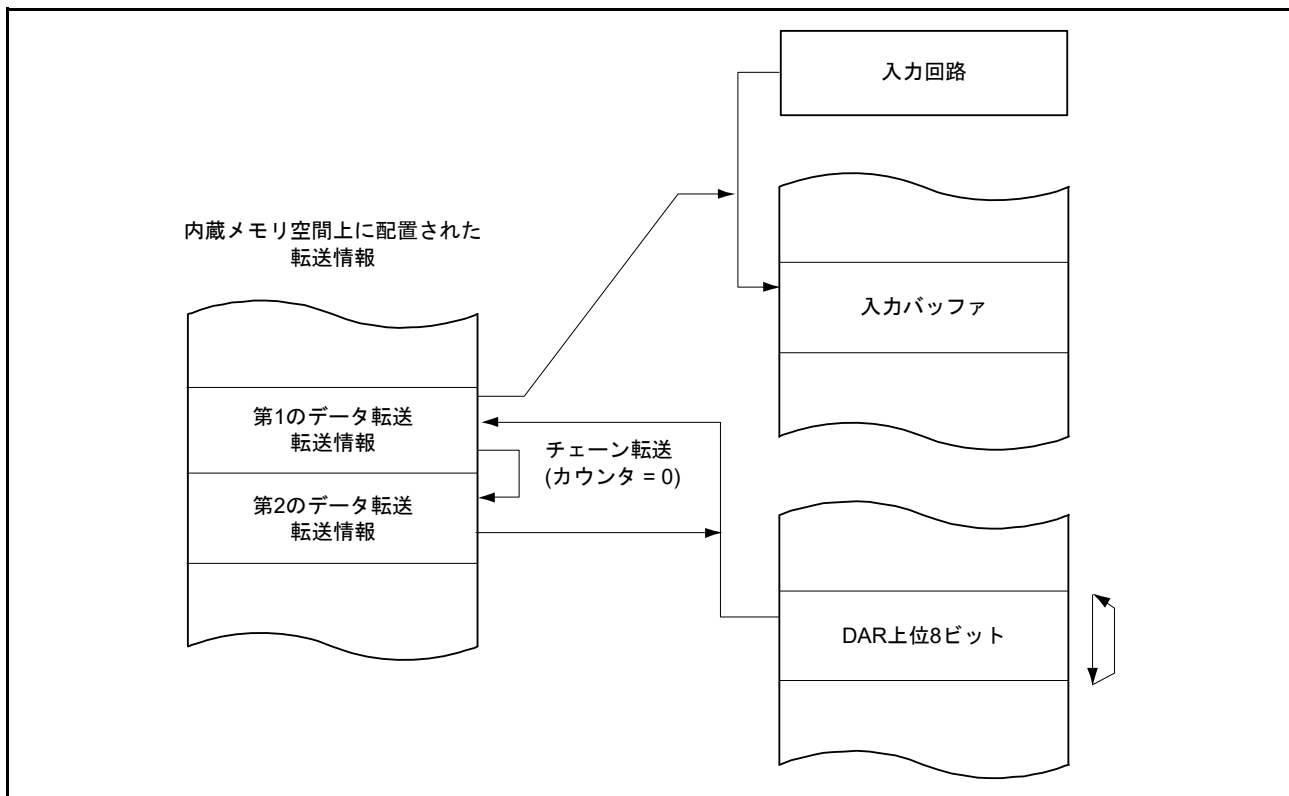 入力回路
内蔵メモリ空間上に配置された
転送情報
入力バッファ
第1のデータ転送
転送情報
チェーン転送
(カウンタ = 0)
第2のデータ転送
転送情報
DAR上位8ビット